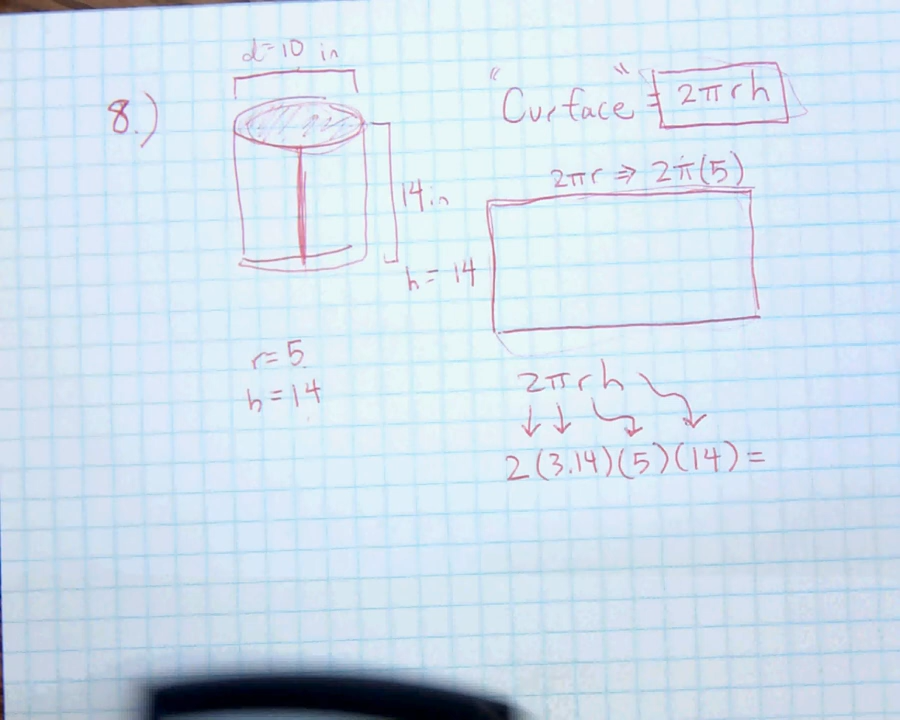 8.)
d=10 in
14 in
r=5
h=14
"Curface" = 2πrh
2πr ⇒ 2π(5)
h = 14
2πrh
2(3.14)(5)(14) =